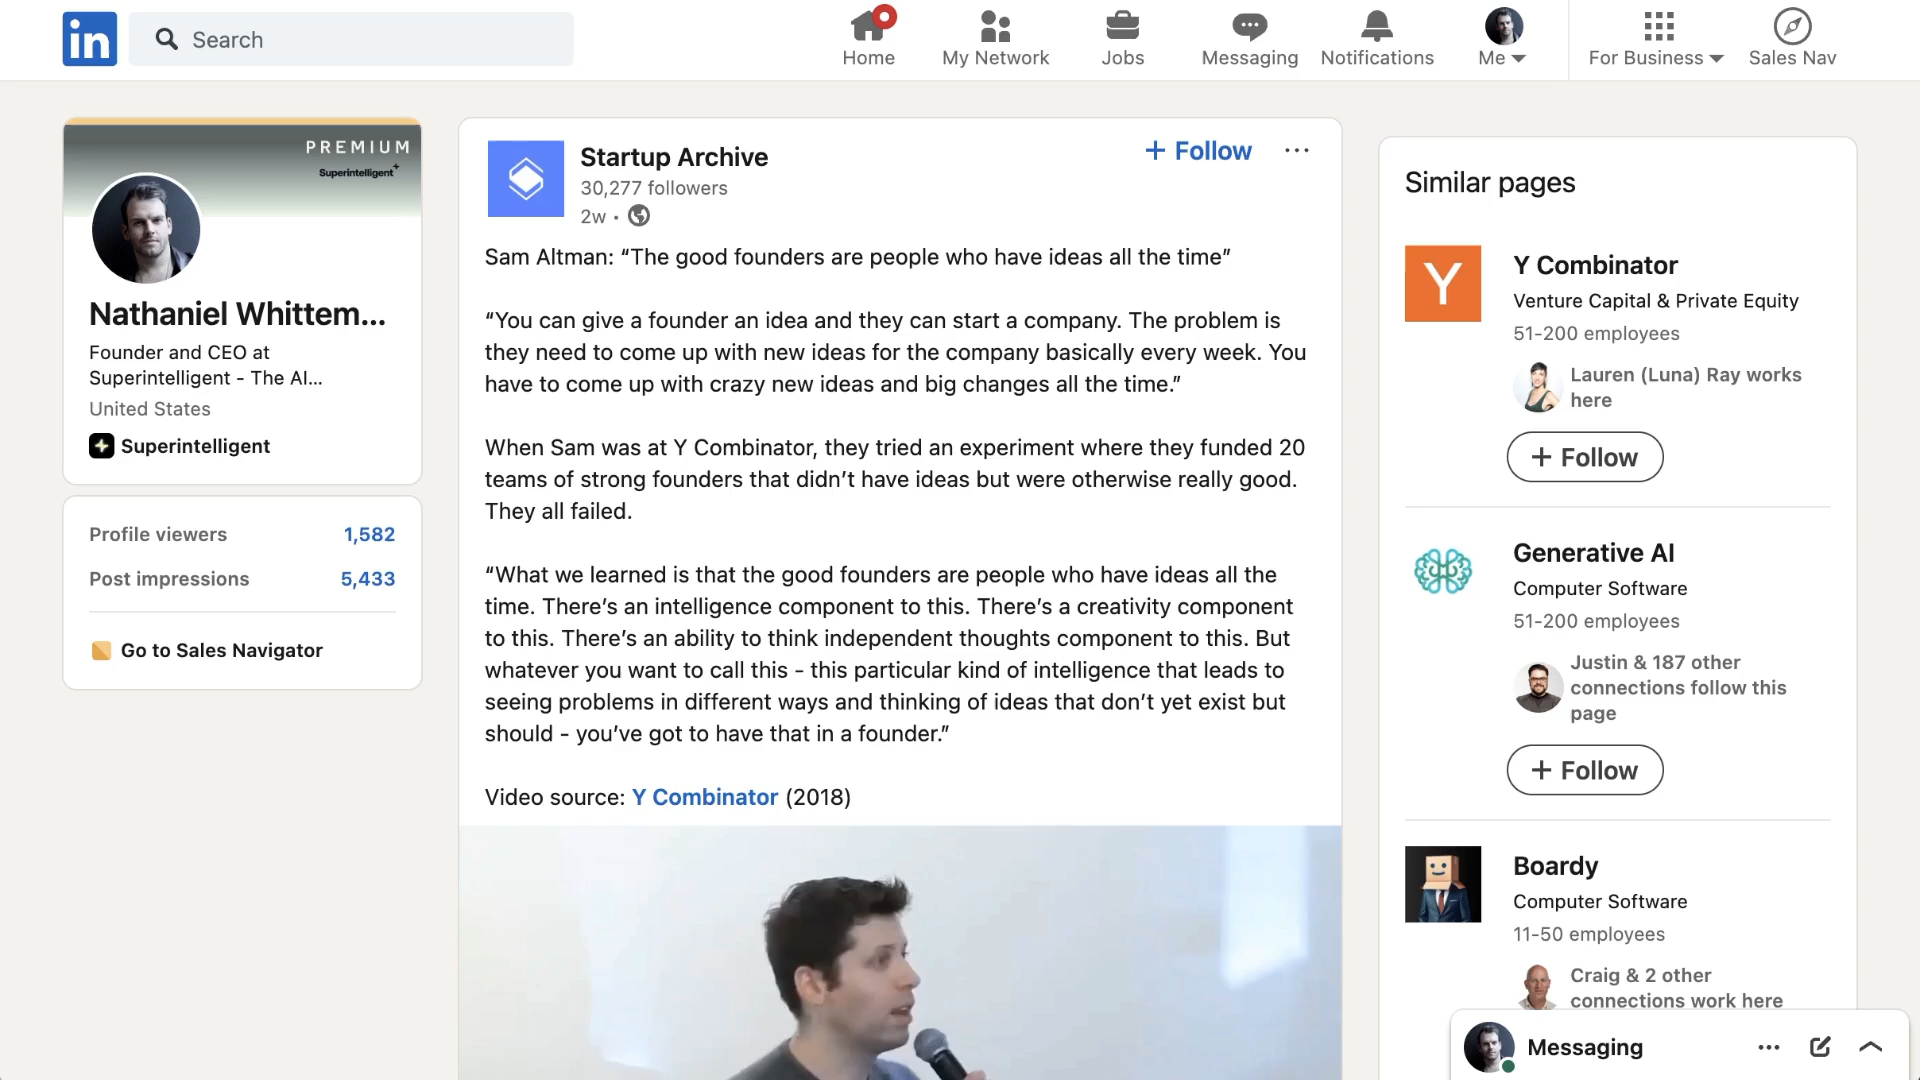 in
Search
Home
My Network
Jobs
Messaging
Notifications
Me
For Business
Sales Nav
PREMIUM
Superintelligent
Nathaniel Whittem...
Founder and CEO at
Superintelligent - The AI...
United States
Superintelligent
Profile viewers 1,582
Post impressions 5,433
Go to Sales Navigator
Startup Archive
30,277 followers
2w •
+ Follow
Sam Altman: “The good founders are people who have ideas all the time”
“You can give a founder an idea and they can start a company. The problem is
they need to come up with new ideas for the company basically every week. You
have to come up with crazy new ideas and big changes all the time.”
When Sam was at Y Combinator, they tried an experiment where they funded 20
teams of strong founders that didn’t have ideas but were otherwise really good.
They all failed.
“What we learned is that the good founders are people who have ideas all the
time. There’s an intelligence component to this. There’s a creativity component
to this. There’s an ability to think independent thoughts component to this. But
whatever you want to call this - this particular kind of intelligence that leads to
seeing problems in different ways and thinking of ideas that don’t yet exist but
should - you’ve got to have that in a founder.”
Video source: Y Combinator (2018)
Similar pages
Y
Y Combinator
Venture Capital & Private Equity
51-200 employees
Lauren (Luna) Ray works
here
+ Follow
Generative AI
Computer Software
51-200 employees
Justin & 187 other
connections follow this
page
+ Follow
Boardy
Computer Software
11-50 employees
Craig & 2 other
connections work here
Messaging